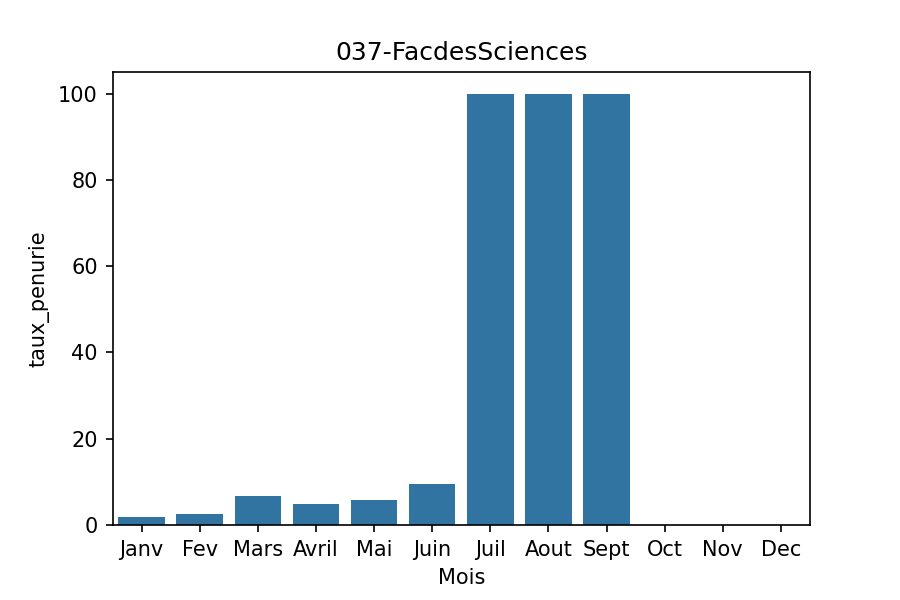 037-FacdesSciences
taux_penurie
100
80
60
40
20
0
Janv Fev Mars Avril Mai Juin Juil Aout Sept Oct Nov Dec
Mois